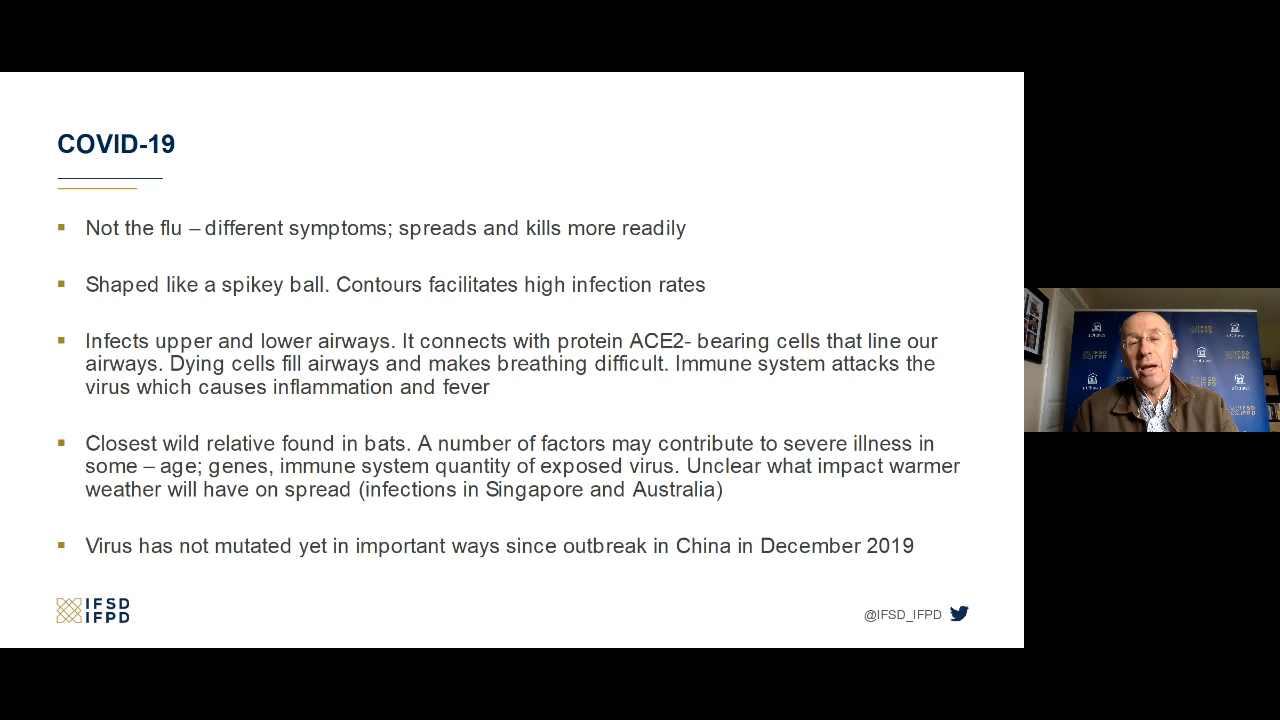 COVID-19
Not the flu – different symptoms; spreads and kills more readily
Shaped like a spikey ball. Contours facilitates high infection rates
Infects upper and lower airways. It connects with protein ACE2- bearing cells that line our
airways. Dying cells fill airways and makes breathing difficult. Immune system attacks the
virus which causes inflammation and fever
Closest wild relative found in bats. A number of factors may contribute to severe illness in
some – age; genes, immune system quantity of exposed virus. Unclear what impact warmer
weather will have on spread (infections in Singapore and Australia)
Virus has not mutated yet in important ways since outbreak in China in December 2019
IFSD
IFPD
@IFSD_IFPD
uOttawa
IFSD
IFPD